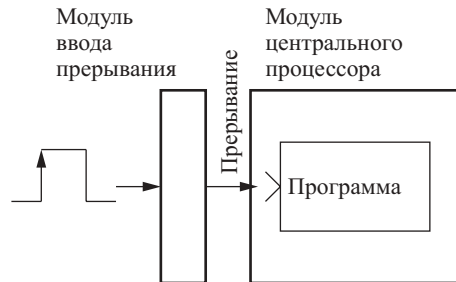 Модуль
ввода
прерывания
Модуль
центрального
процессора
Прерывание
Программа